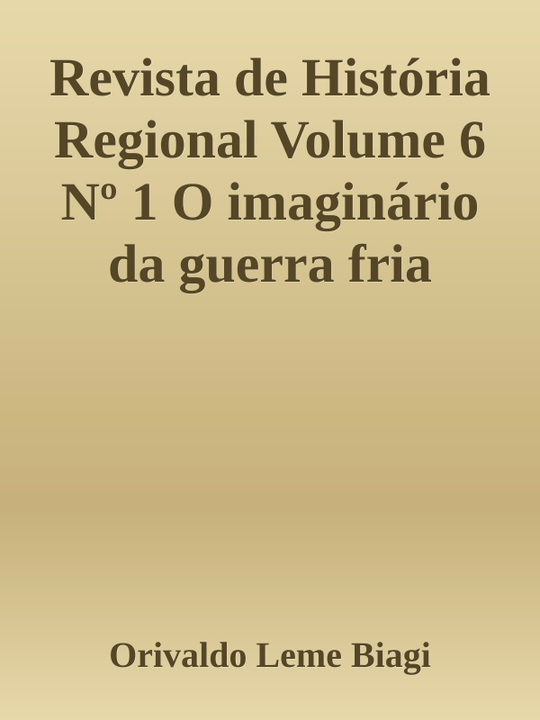 Revista de História
Regional Volume 6
Nº 1 O imaginário
da guerra fria
Orivaldo Leme Biagi